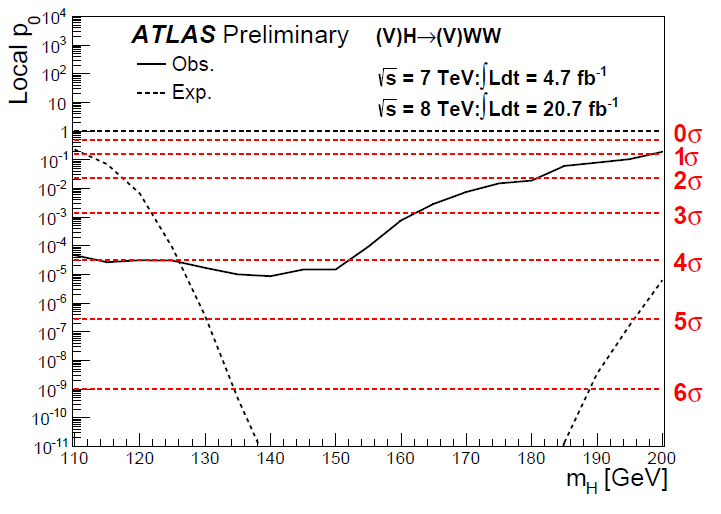 Local p₀
10⁴
10³
10²
10
1
10⁻¹
10⁻²
10⁻³
10⁻⁴
10⁻⁵
10⁻⁶
10⁻⁷
10⁻⁸
10⁻⁹
10⁻¹⁰
10⁻¹¹
ATLAS Preliminary
Obs.
Exp.
(V)H→(V)WW
√s = 7 TeV:∫Ldt = 4.7 fb⁻¹
√s = 8 TeV:∫Ldt = 20.7 fb⁻¹
0σ
1σ
2σ
3σ
4σ
5σ
6σ
110 120 130 140 150 160 170 180 190 200
m_H [GeV]